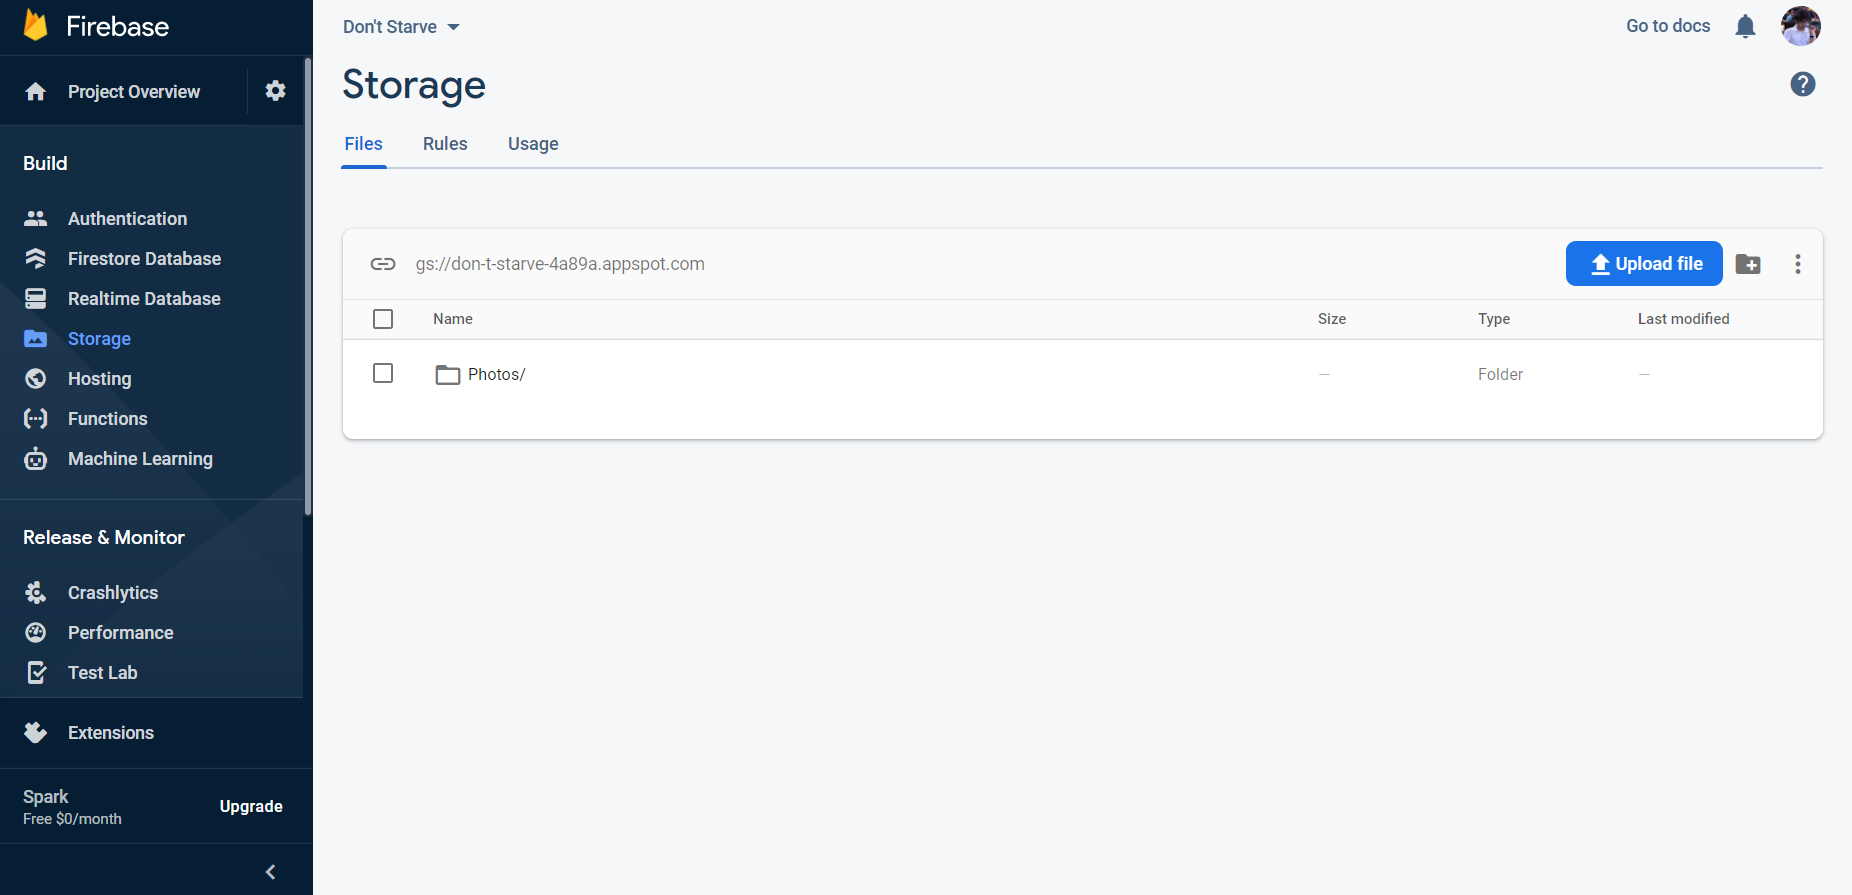 Firebase
Project Overview
Build
Authentication
Firestore Database
Realtime Database
Storage
Hosting
Functions
Machine Learning
Release & Monitor
Crashlytics
Performance
Test Lab
Extensions
Spark
Free $0/month
Upgrade
Don't Starve
Go to docs
Storage
Files Rules Usage
gs://don-t-starve-4a89a.appspot.com
Upload file
Name Size Type Last modified
Photos/ — Folder —